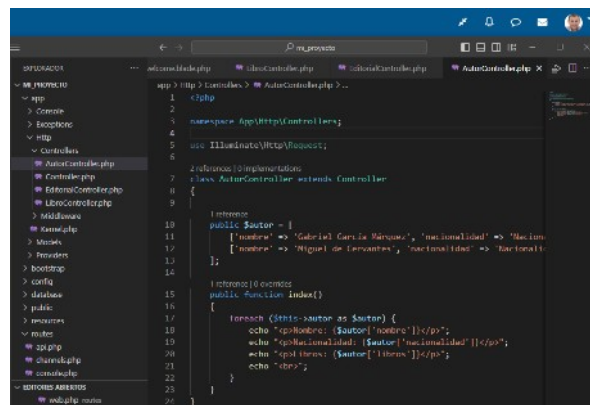 mi_proyecto
EXPLORADOR
welcome.blade.php
LibroController.php
EditorialController.php
AutorController.php
MI_PROYECTO
app > Http > Controllers > AutorController.php > ...
app
Console
Exceptions
Http
Controllers
AutorController.php
Controller.php
EditorialController.php
LibroController.php
Middleware
Kernel.php
Models
Providers
bootstrap
config
database
public
resources
routes
api.php
channels.php
console.php
EDITORES ABIERTOS
web.php routes
1 <?php
2
3 namespace App\Http\Controllers;
4
5 use Illuminate\Http\Request;
6
2 references | 0 implementations
7 class AutorController extends Controller
8 {
9
1 reference
10 public $autor = [
11 ['nombre' => 'Gabriel García Márquez', 'nacionalidad' => 'Nacion
12 ['nombre' => 'Miguel de Cervantes', 'nacionalidad' => 'Nacionali
13 ];
14
1 reference | 0 overrides
15 public function index()
16 {
17 foreach ($this->autor as $autor) {
18 echo "<p>Nombre: {$autor['nombre']}</p>";
19 echo "<p>Nacionalidad: {$autor['nacionalidad']}</p>";
20 echo "<p>Libros: {$autor['libros']}</p>";
21 echo "<br>";
22 }
23 }
24 }